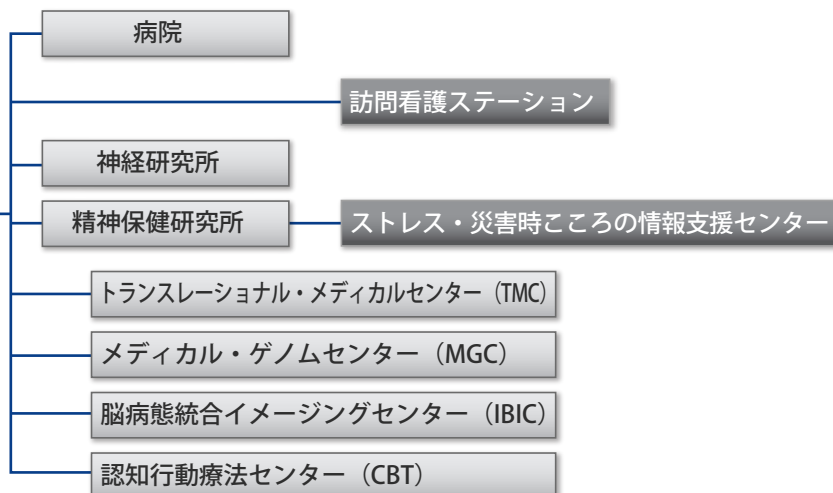 病院
訪問看護ステーション
神経研究所
精神保健研究所
ストレス・災害時こころの情報支援センター
トランスレーショナル・メディカルセンター（TMC）
メディカル・ゲノムセンター（MGC）
脳病態統合イメージングセンター（IBIC）
認知行動療法センター（CBT）